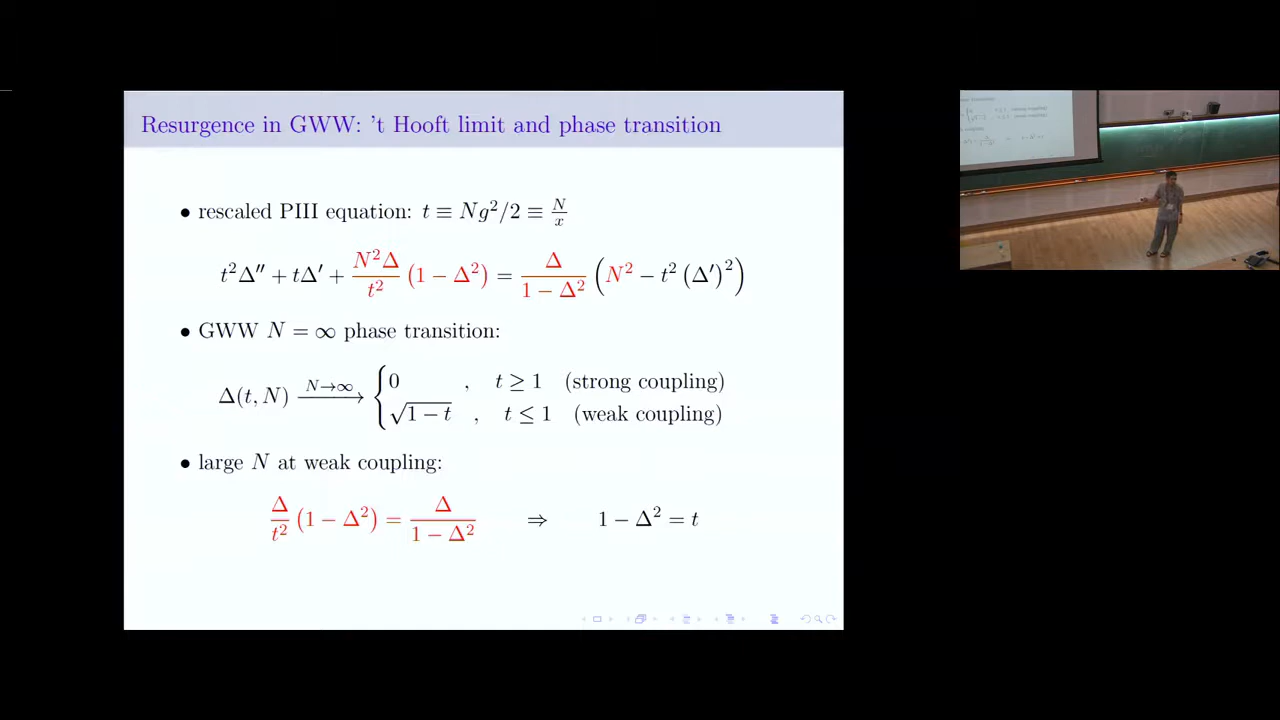 Resurgence in GWW: 't Hooft limit and phase transition
• rescaled PIII equation: t ≡ Ng²/2 ≡ N/x
t²Δ″ + tΔ′ + N²Δ/t² (1 − Δ²) = Δ/(1 − Δ²) (N² − t² (Δ′)²)
• GWW N = ∞ phase transition:
Δ(t, N) —N→∞→ { 0 , t ≥ 1 (strong coupling)
√(1 − t) , t ≤ 1 (weak coupling)
• large N at weak coupling:
Δ/t² (1 − Δ²) = Δ/(1 − Δ²) ⇒ 1 − Δ² = t